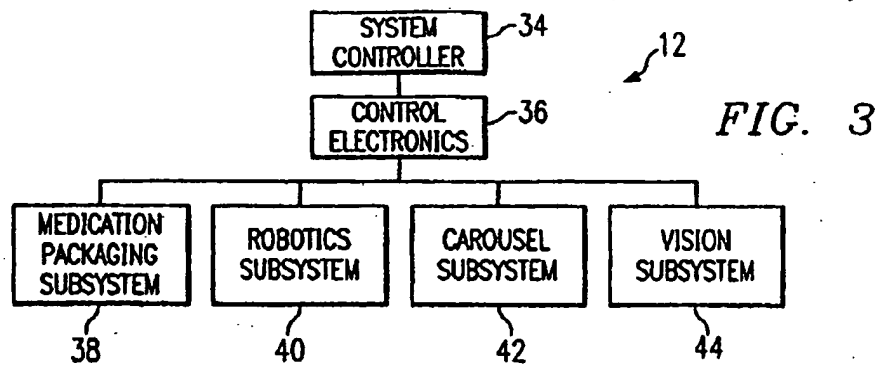 SYSTEM
CONTROLLER
34
12
CONTROL
ELECTRONICS
36
FIG. 3
MEDICATION
PACKAGING
SUBSYSTEM
ROBOTICS
SUBSYSTEM
CAROUSEL
SUBSYSTEM
VISION
SUBSYSTEM
38
40
42
44